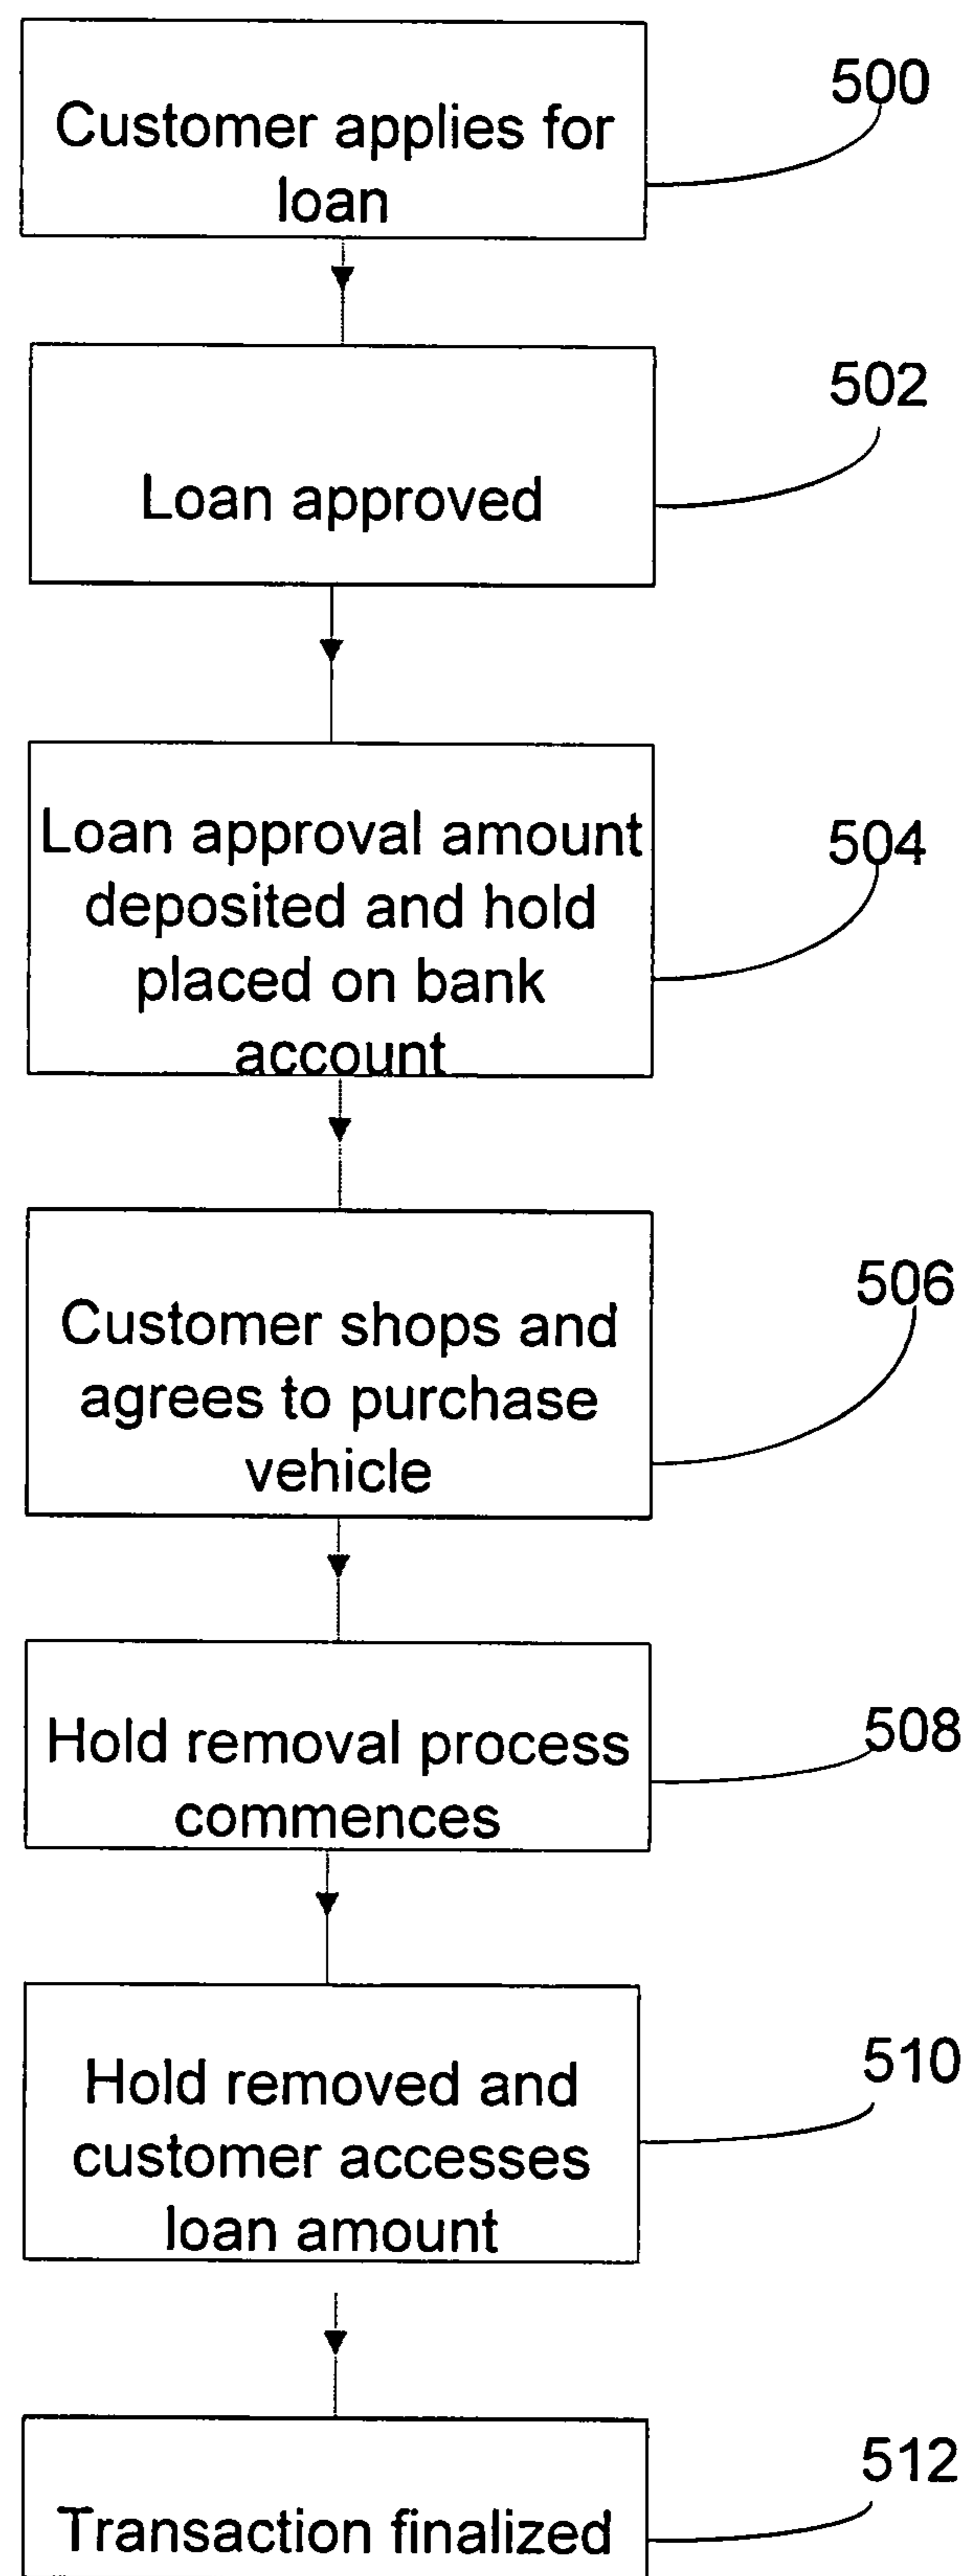 500
Customer applies for
loan
502
Loan approved
504
Loan approval amount
deposited and hold
placed on bank
account
506
Customer shops and
agrees to purchase
vehicle
508
Hold removal process
commences
510
Hold removed and
customer accesses
loan amount
512
Transaction finalized